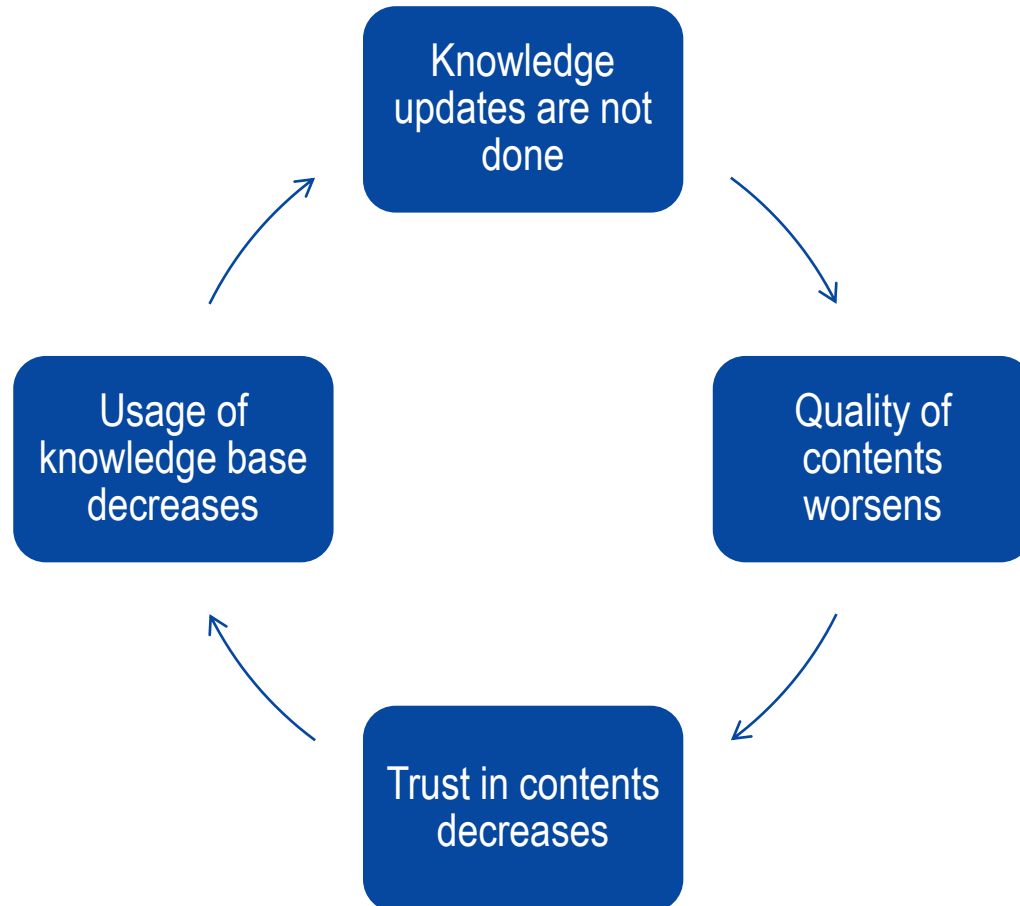 Knowledge
updates are not
done
Quality of
contents
worsens
Trust in contents
decreases
Usage of
knowledge base
decreases